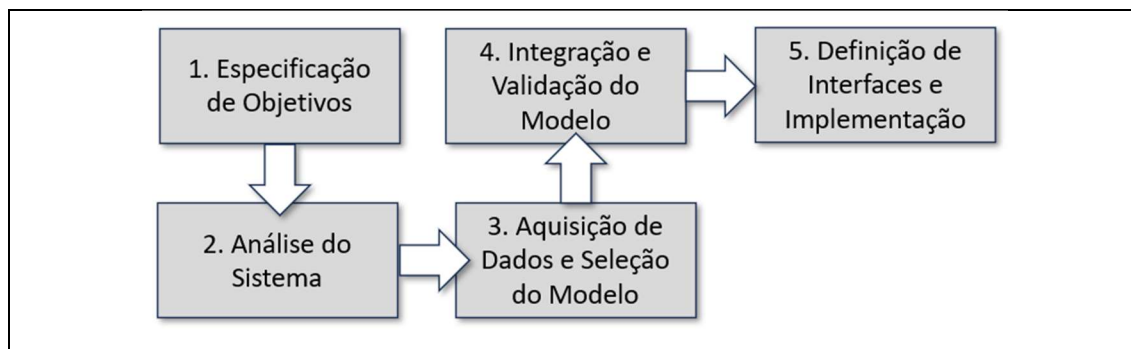 1. Especificação
de Objetivos
2. Análise do
Sistema
3. Aquisição de
Dados e Seleção
do Modelo
4. Integração e
Validação do
Modelo
5. Definição de
Interfaces e
Implementação